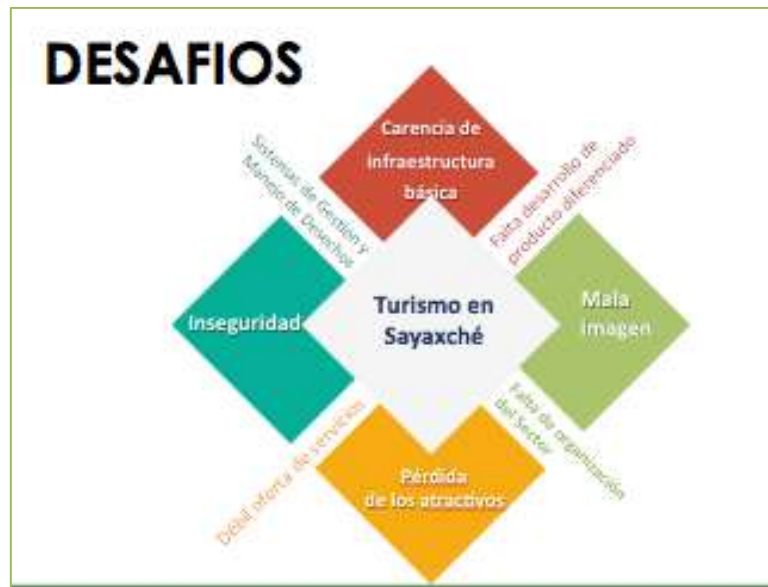 DESAFIOS
Carencia de
infraestructura
básica
Sistemas de Gestión y
Manejo de Desechos
Falta desarrollo de
producto diferenciado
Inseguridad
Turismo en
Sayaxché
Mala
imagen
Débil oferta de servicios
Falta de organización
del Sector
Pérdida
de los atractivos